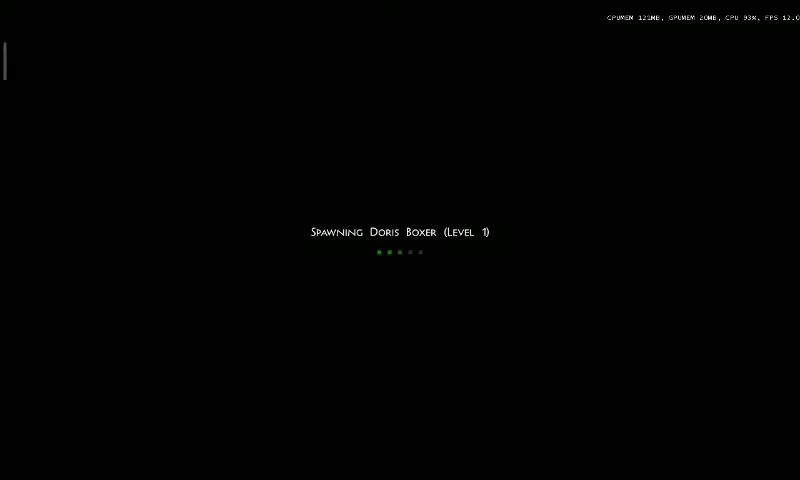 CPUMEM 121MB, GPUMEM 20MB, CPU 93%, FPS 12.0
Spawning Doris Boxer (Level 1)